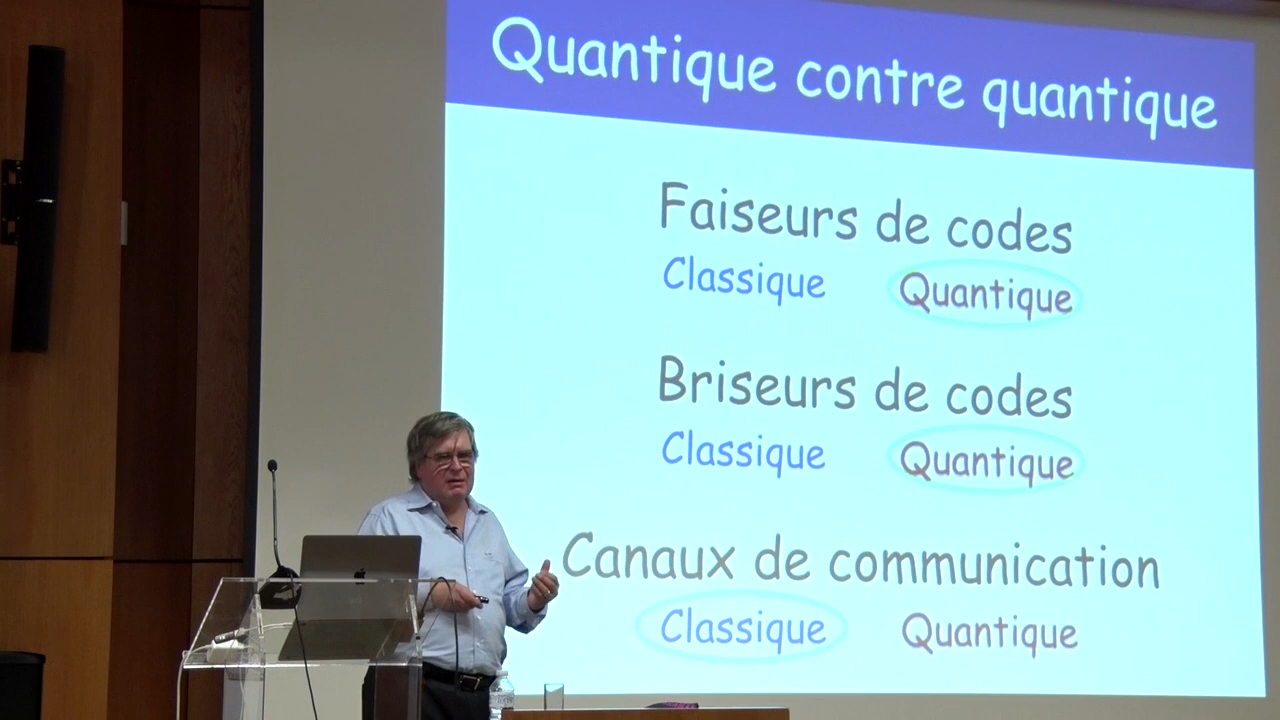 Quantique contre quantique
Faiseurs de codes
Classique Quantique
Briseurs de codes
Classique Quantique
Canaux de communication
Classique Quantique